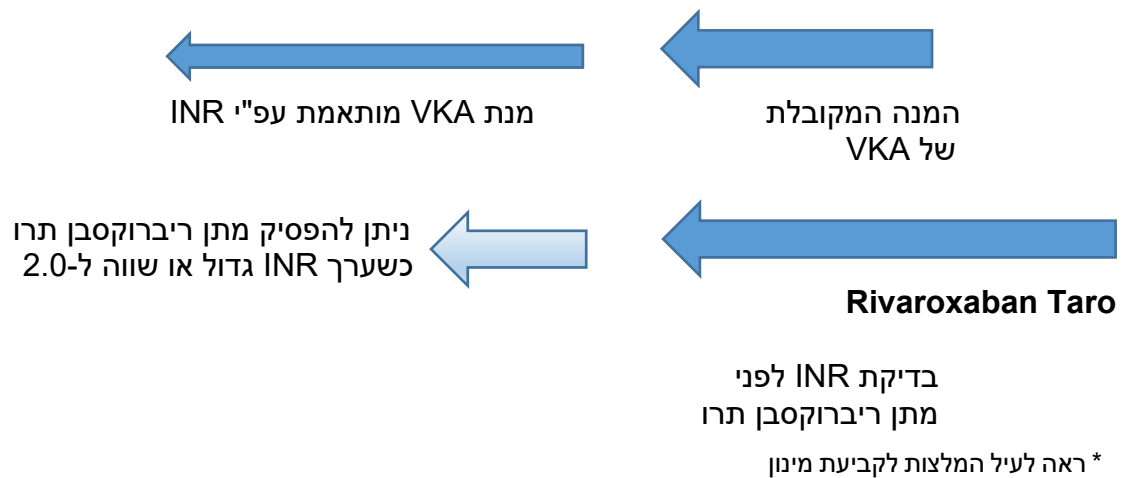 המנה המקובלת
של VKA
מנת VKA מותאמת עפ"י INR
Rivaroxaban Taro
ניתן להפסיק מתן ריברוקסבן תרו
כשערך INR גדול או שווה ל-2.0
בדיקת INR לפני
מתן ריברוקסבן תרו
* ראה לעיל המלצות לקביעת מינון